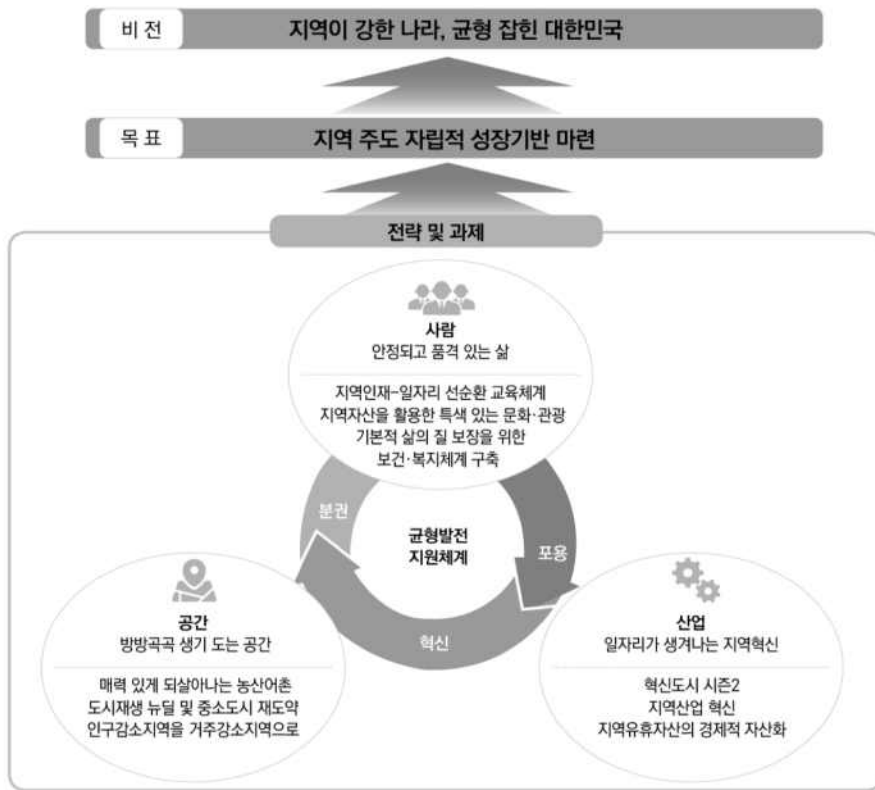 비 전
지역이 강한 나라, 균형 잡힌 대한민국
목 표
지역 주도 자립적 성장기반 마련
전략 및 과제
사람
안정되고 품격 있는 삶
지역인재-일자리 선순환 교육체계
지역자산을 활용한 특색 있는 문화·관광
기본적 삶의 질 보장을 위한
보건·복지체계 구축
분권
균형발전
지원체계
포용
혁신
공간
방방곡곡 생기 도는 공간
매력 있게 되살아나는 농산어촌
도시재생 뉴딜 및 중소도시 재도약
인구감소지역을 거주강소지역으로
산업
일자리가 생겨나는 지역혁신
혁신도시 시즌2
지역산업 혁신
지역유휴자산의 경제적 자산화